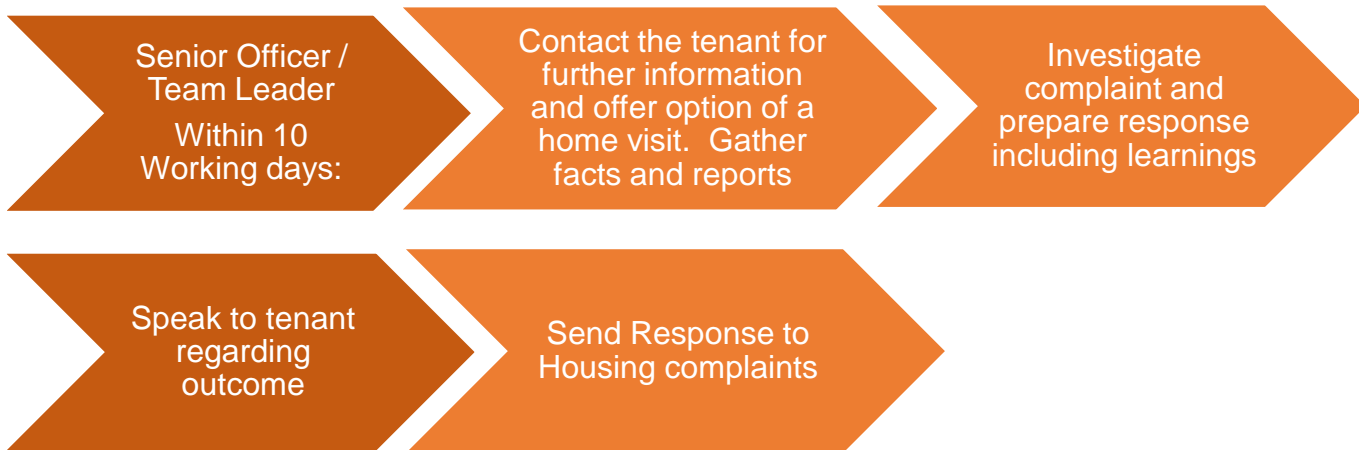 Senior Officer /
Team Leader
Within 10
Working days:
Contact the tenant for
further information
and offer option of a
home visit.  Gather
facts and reports
Investigate
complaint and
prepare response
including learnings
Speak to tenant
regarding
outcome
Send Response to
Housing complaints